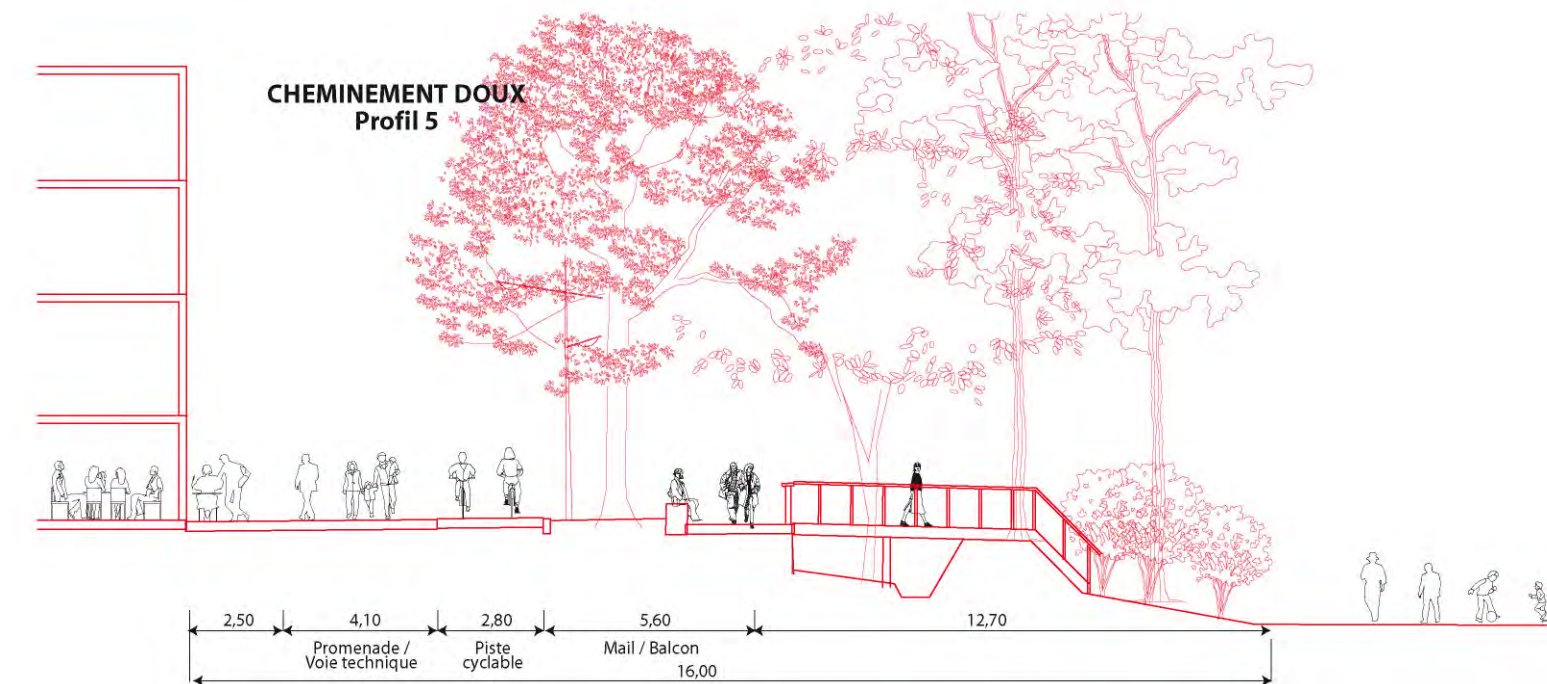 CHEMINEMENT DOUX
Profil 5
2,50
4,10
2,80
5,60
12,70
Promenade /
Voie technique
Piste
cyclable
Mail / Balcon
16,00